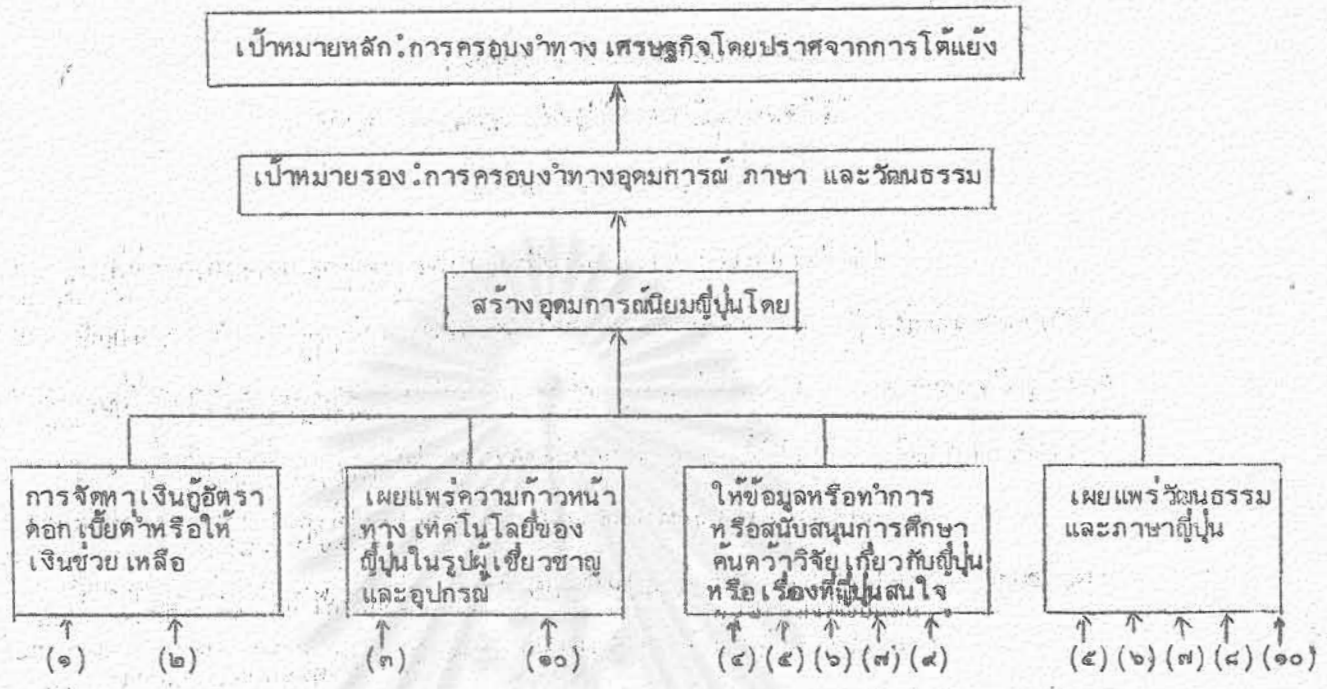 เป้าหมายหลัก:การครอบงำทางเศรษฐกิจโดยปราศจากการโต้แย้ง
เป้าหมายรอง:การครอบงำทางอุดมการณ์ ภาษา และวัฒนธรรม
สร้างอุดมการณ์นิยมญี่ปุ่นโดย
การจัดหาเงินกู้อัตรา
ดอกเบี้ยต่ำหรือให้
เงินช่วยเหลือ
(๑) (๒)
เผยแพร่ความก้าวหน้า
ทางเทคโนโลยีของ
ญี่ปุ่นในรูปผู้เชี่ยวชาญ
และอุปกรณ์
(๓) (๑๐)
ให้ข้อมูลหรือทำการ
หรือสนับสนุนการศึกษา
ค้นคว้าวิจัยเกี่ยวกับญี่ปุ่น
หรือเรื่องที่ญี่ปุ่นสนใจ
(๔) (๕) (๖) (๗) (๙)
เผยแพร่วัฒนธรรม
และภาษาญี่ปุ่น
(๕) (๖) (๗) (๘) (๑๐)